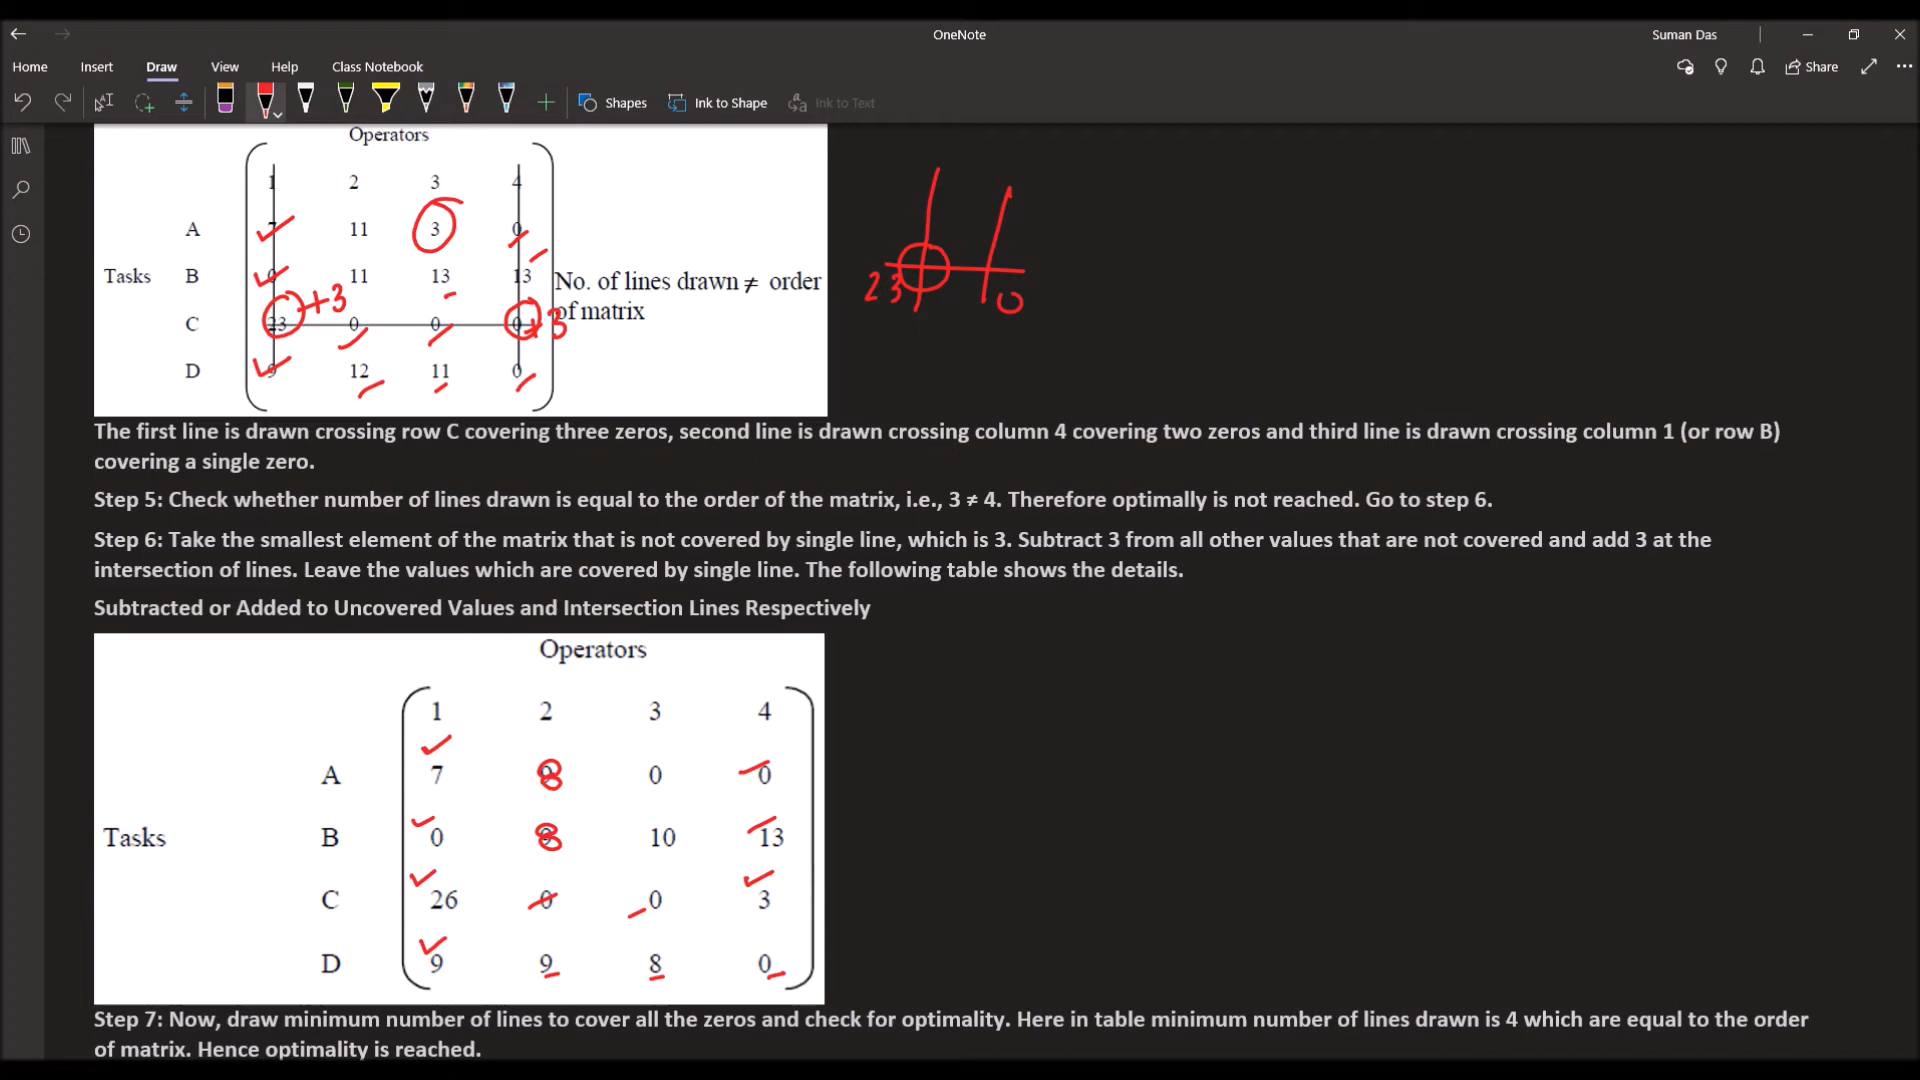 OneNote
Suman Das
Home Insert Draw View Help Class Notebook
Share
Shapes Ink to Shape Ink to Text
Operators
1 2 3 4
A 7 11 3 0
Tasks B 0 11 13 13
No. of lines drawn ≠ order
of matrix
+3
C 23 0 0 0
+3
D 9 12 11 0
23 0
The first line is drawn crossing row C covering three zeros, second line is drawn crossing column 4 covering two zeros and third line is drawn crossing column 1 (or row B)
covering a single zero.
Step 5: Check whether number of lines drawn is equal to the order of the matrix, i.e., 3 ≠ 4. Therefore optimally is not reached. Go to step 6.
Step 6: Take the smallest element of the matrix that is not covered by single line, which is 3. Subtract 3 from all other values that are not covered and add 3 at the
intersection of lines. Leave the values which are covered by single line. The following table shows the details.
Subtracted or Added to Uncovered Values and Intersection Lines Respectively
Operators
1 2 3 4
A 7 8 0 0
Tasks B 0 8 10 13
C 26 0 0 3
D 9 9 8 0
Step 7: Now, draw minimum number of lines to cover all the zeros and check for optimality. Here in table minimum number of lines drawn is 4 which are equal to the order
of matrix. Hence optimality is reached.